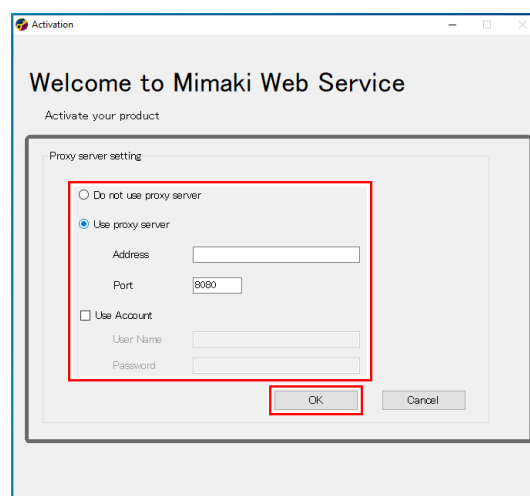 Activation
Welcome to Mimaki Web Service
Activate your product
Proxy server setting
Do not use proxy server
Use proxy server
Address
Port 8080
Use Account
User Name
Password
OK Cancel